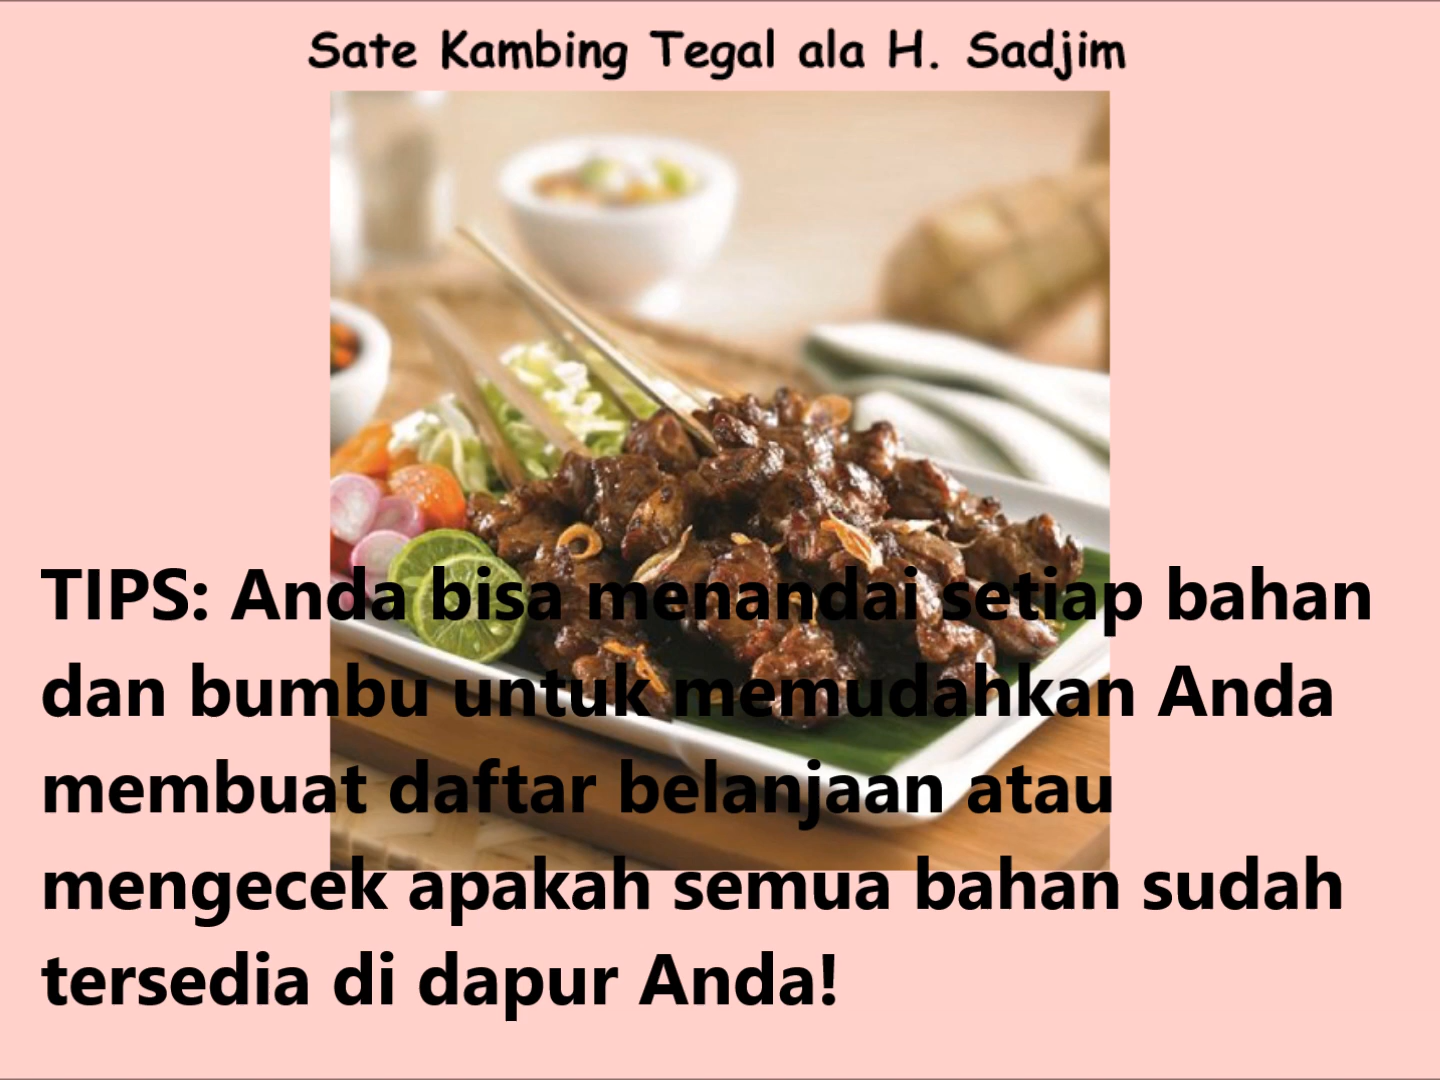 Sate Kambing Tegal ala H. Sadjim
TIPS: Anda bisa menandai setiap bahan
dan bumbu untuk memudahkan Anda
membuat daftar belanjaan atau
mengecek apakah semua bahan sudah
tersedia di dapur Anda!